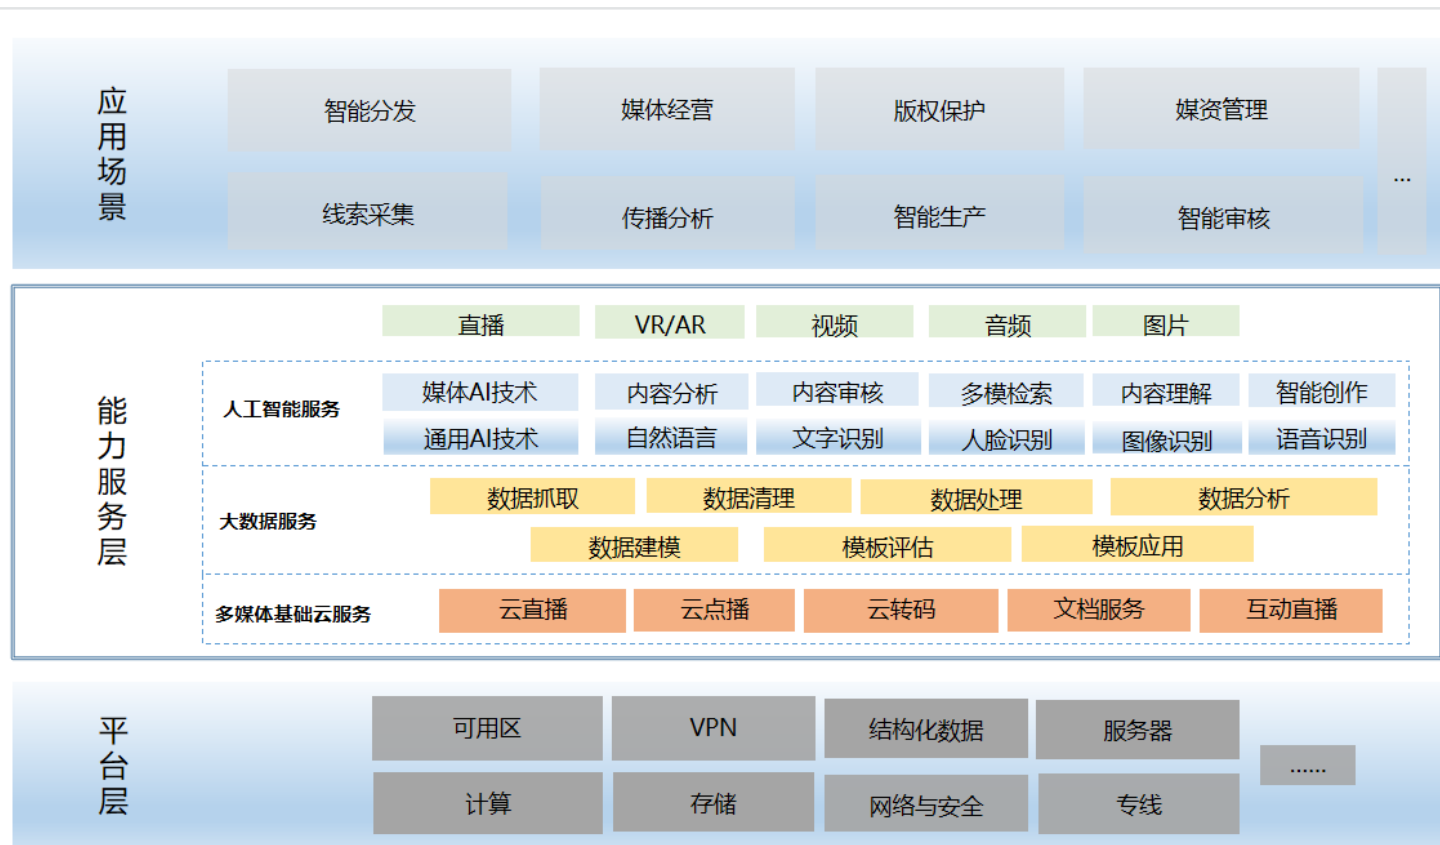 应用场景
智能分发 媒体经营 版权保护 媒资管理
...
线索采集 传播分析 智能生产 智能审核
能力服务层
直播 VR/AR 视频 音频 图片
人工智能服务
媒体AI技术 内容分析 内容审核 多模检索 内容理解 智能创作
通用AI技术 自然语言 文字识别 人脸识别 图像识别 语音识别
大数据服务
数据抓取 数据清理 数据处理 数据分析
数据建模 模板评估 模板应用
多媒体基础云服务
云直播 云点播 云转码 文档服务 互动直播
平台层
可用区 VPN 结构化数据 服务器
......
计算 存储 网络与安全 专线